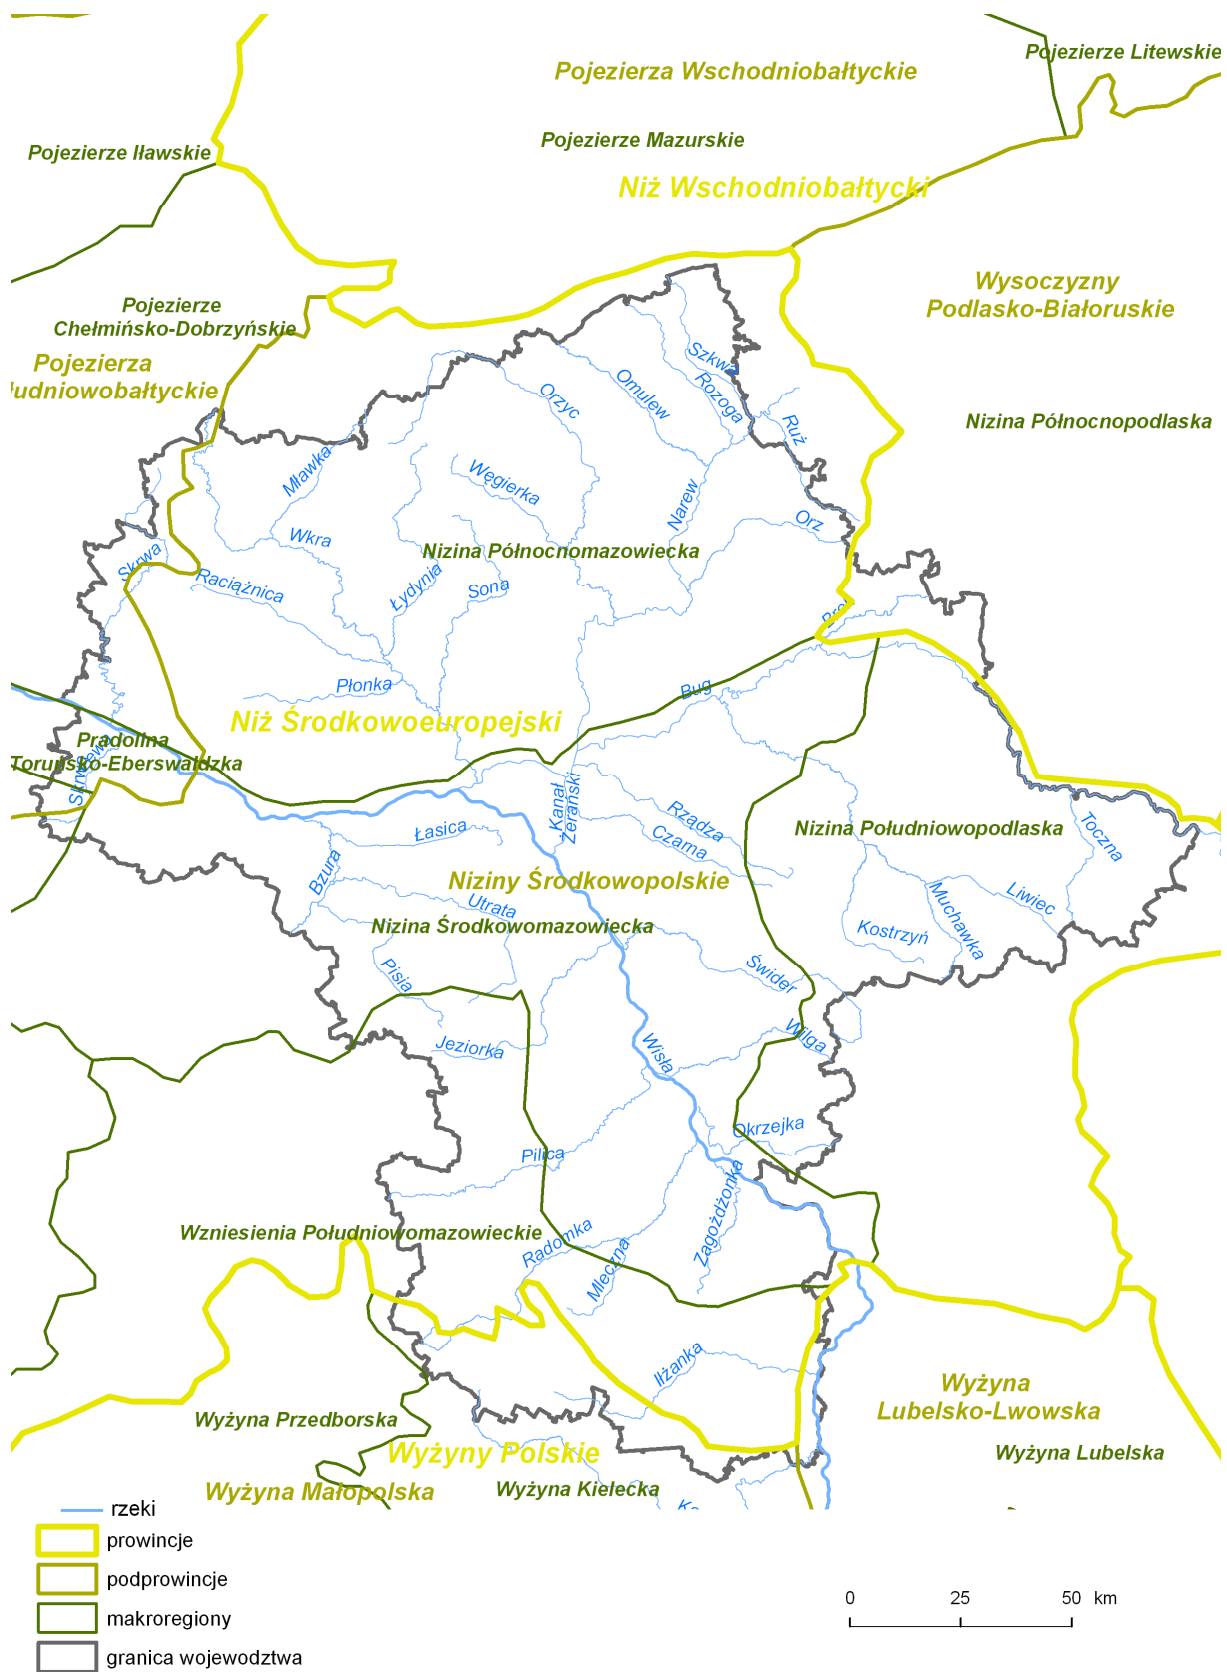 Pojezierze Litewskie
Pojezierza Wschodniobałtyckie
Pojezierze Mazurskie
Pojezierze Iławskie
Niż Wschodniobałtycki
Wysoczyzny
Podlasko-Białoruskie
Pojezierze
Chełmińsko-Dobrzyńskie
Pojezierza
łudniowobałtyckie
Szkwa
Rozoga
Omulew
Orzyc
Ruż
Nizina Północnopodlaska
Mławka
Węgierka
Narew
Orz
Wkra
Nizina Północnomazowiecka
Skrwa
Raciążnica
Łydynia
Sona
Bro
Płonka
Bug
Niż Środkowoeuropejski
Pradolina
Toruńsko-Eberswaldzka
Skrwa
Kanał
Żerański
Rządza
Czarna
Łasica
Nizina Południowopodlaska
Toczna
Bzura
Niziny Środkowopolskie
Utrata
Liwiec
Muchawka
Kostrzyń
Nizina Środkowomazowiecka
Pisia
Świder
Wilga
Jeziorka
Wisła
Okrzejka
Pilica
Zagożdżonka
Wzniesienia Południowomazowieckie
Radomka
Mleczna
Iłżanka
Wyżyna
Lubelsko-Lwowska
Wyżyna Przedborska
Wyżyny Polskie
Wyżyna Lubelska
Wyżyna Małopolska
Wyżyna Kielecka
rzeki
prowincje
podprowincje
makroregiony
granica wojewodztwa
0 25 50 km